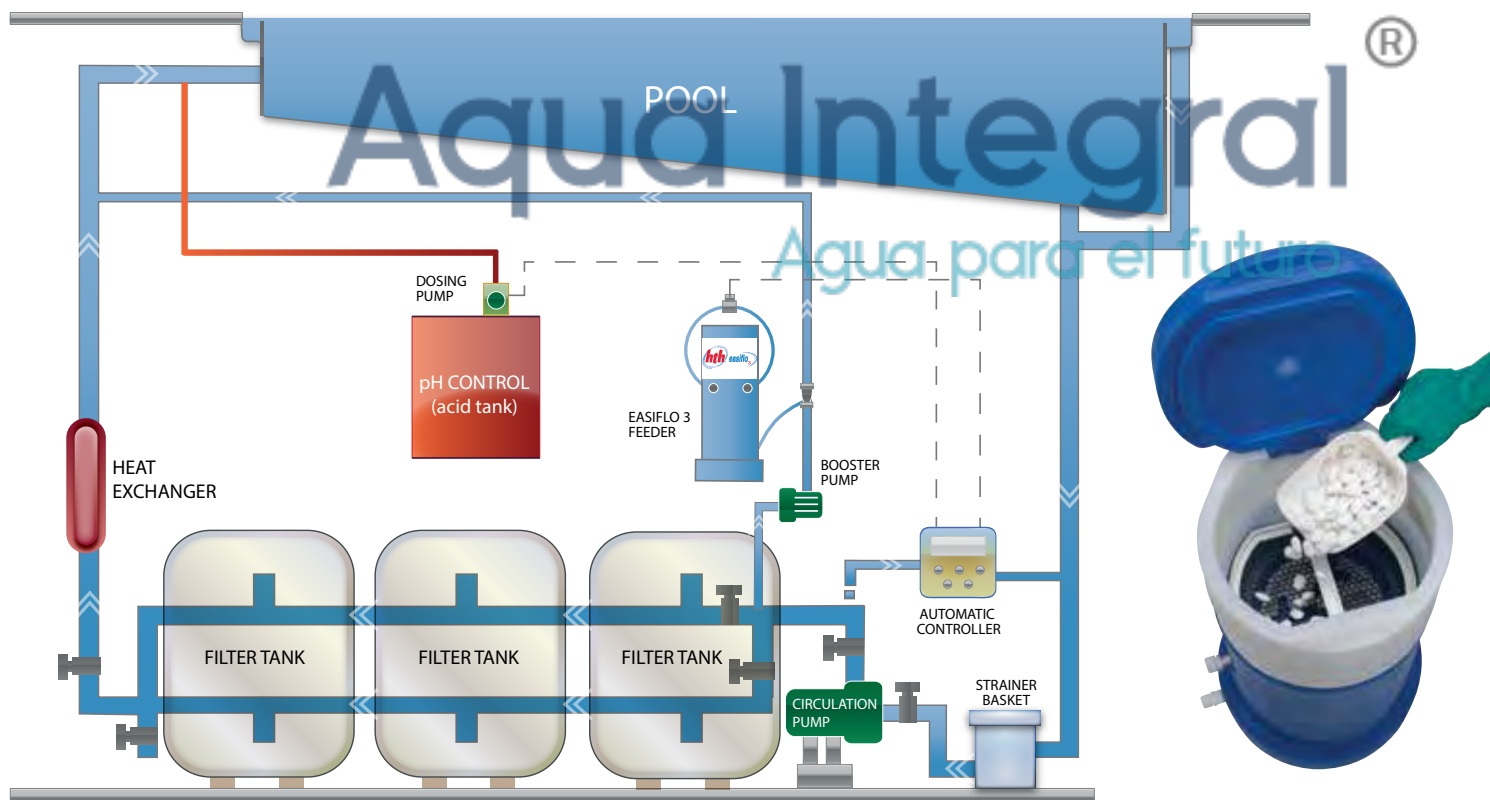 ®
POOL
Aqua Integral
Agua para el futuro
DOSING
PUMP
pH CONTROL
(acid tank)
hth easiflo
EASIFLO 3
FEEDER
BOOSTER
PUMP
HEAT
EXCHANGER
AUTOMATIC
CONTROLLER
FILTER TANK
FILTER TANK
FILTER TANK
STRAINER
BASKET
CIRCULATION
PUMP